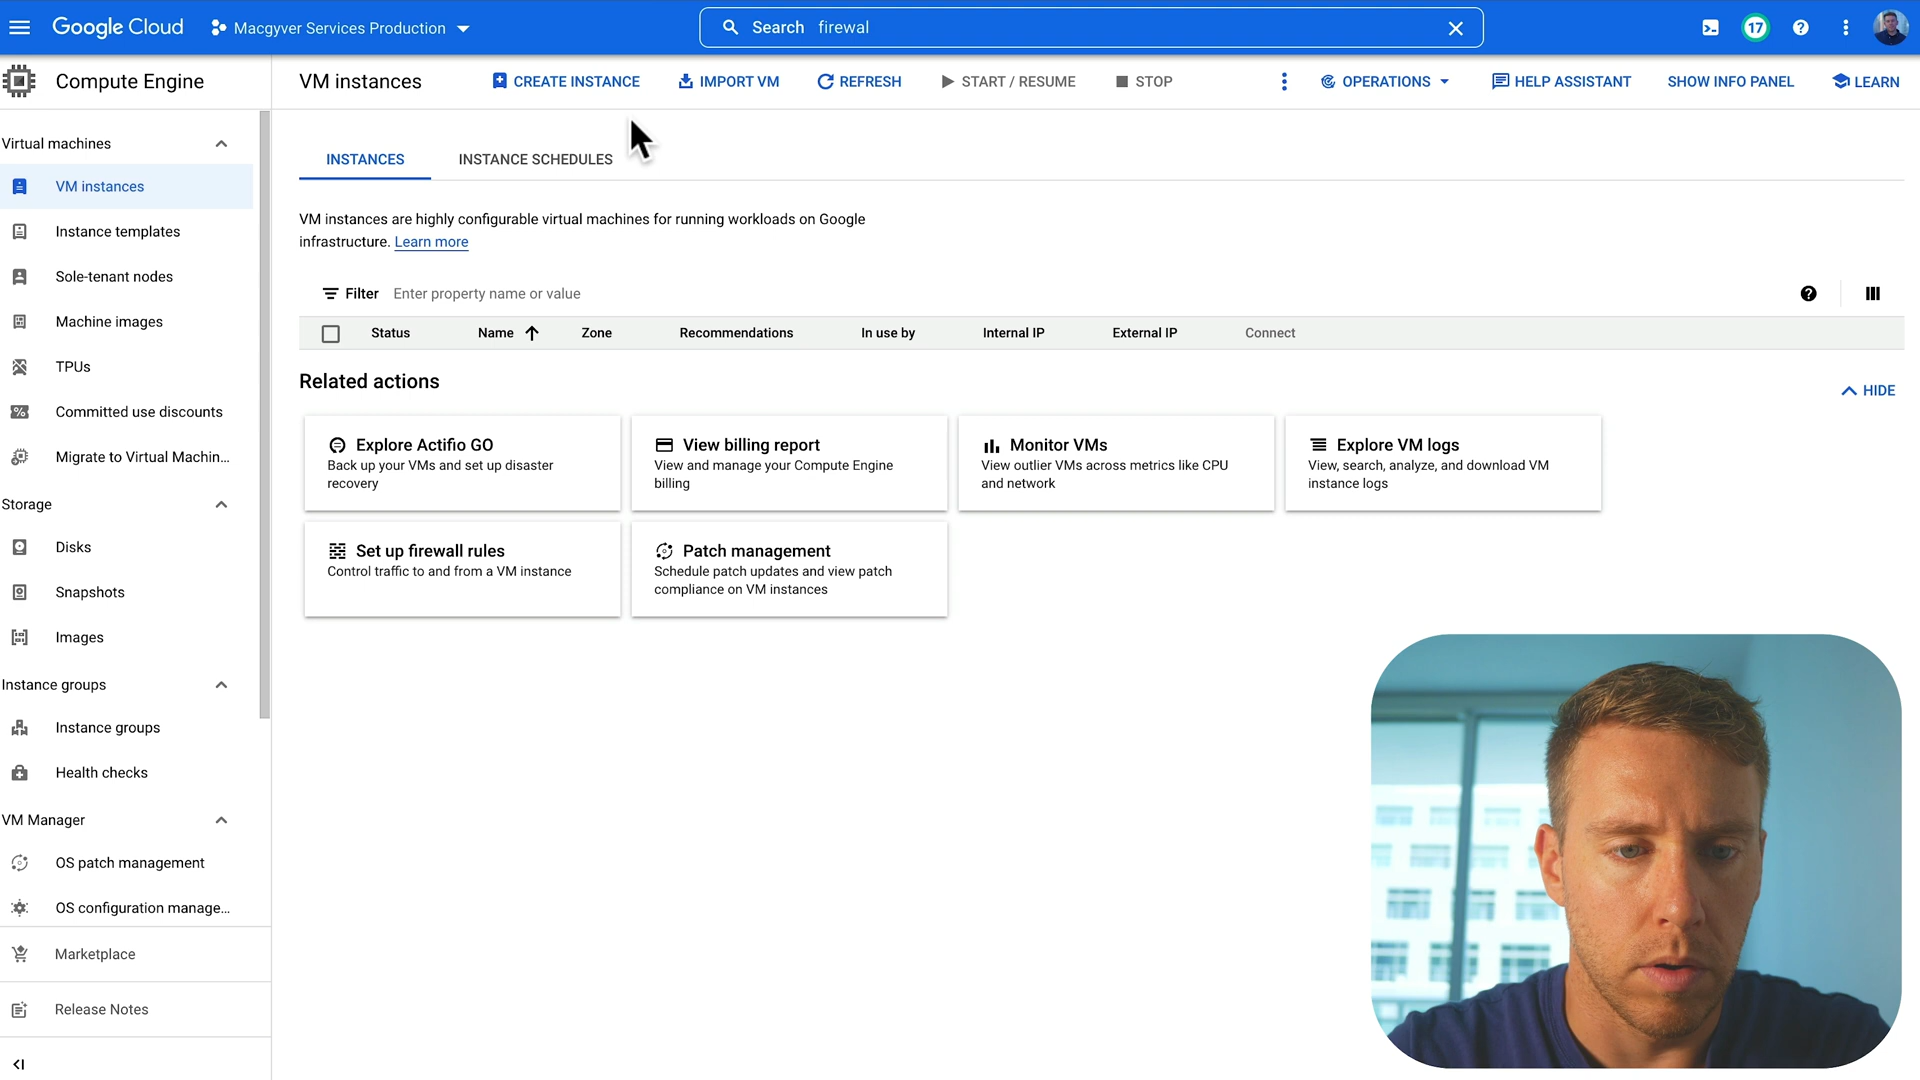 Google Cloud
Macgyver Services Production
Search firewal
17
Compute Engine
VM instances
CREATE INSTANCE
IMPORT VM
REFRESH
START / RESUME
STOP
OPERATIONS
HELP ASSISTANT
SHOW INFO PANEL
LEARN
Virtual machines
VM instances
Instance templates
Sole-tenant nodes
Machine images
TPUs
Committed use discounts
Migrate to Virtual Machin...
Storage
Disks
Snapshots
Images
Instance groups
Instance groups
Health checks
VM Manager
OS patch management
OS configuration manage...
Marketplace
Release Notes
INSTANCES
INSTANCE SCHEDULES
VM instances are highly configurable virtual machines for running workloads on Google
infrastructure. Learn more
Filter Enter property name or value
Status Name Zone Recommendations In use by Internal IP External IP Connect
Related actions
HIDE
Explore Actifio GO
Back up your VMs and set up disaster
recovery
View billing report
View and manage your Compute Engine
billing
Monitor VMs
View outlier VMs across metrics like CPU
and network
Explore VM logs
View, search, analyze, and download VM
instance logs
Set up firewall rules
Control traffic to and from a VM instance
Patch management
Schedule patch updates and view patch
compliance on VM instances